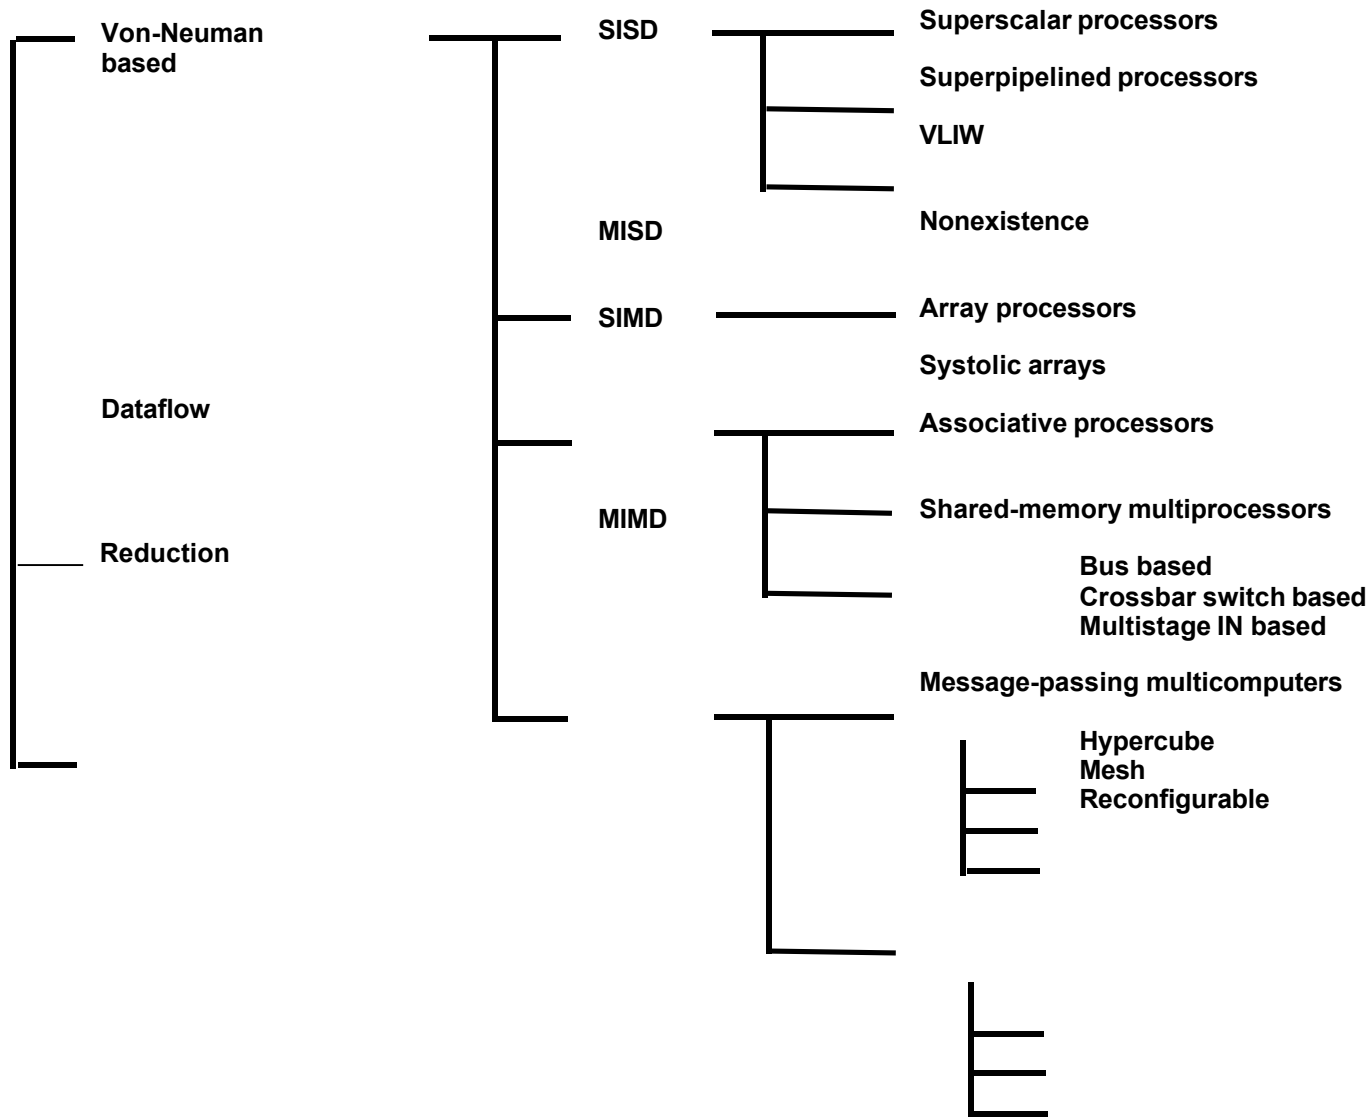 Von-Neuman
based
SISD
Superscalar processors
Superpipelined processors
VLIW
MISD
Nonexistence
SIMD
Array processors
Systolic arrays
Dataflow
Associative processors
MIMD
Shared-memory multiprocessors
Reduction
Bus based
Crossbar switch based
Multistage IN based
Message-passing multicomputers
Hypercube
Mesh
Reconfigurable